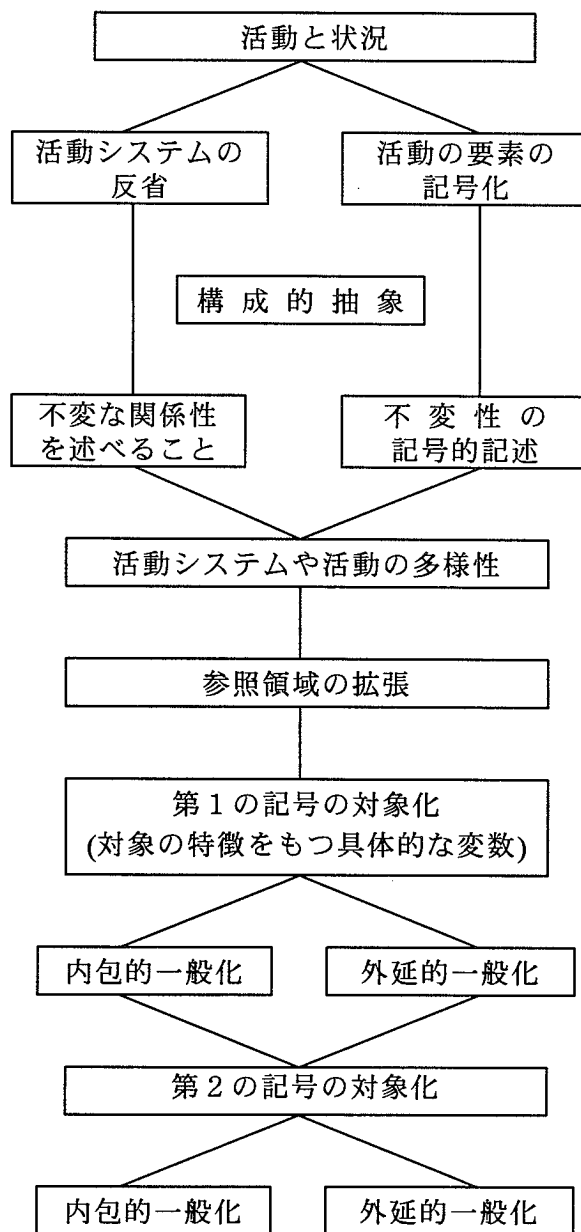 活動と状況
活動システムの
反省
活動の要素の
記号化
構成的抽象
不変な関係性
を述べること
不変性の
記号的記述
活動システムや活動の多様性
参照領域の拡張
第1の記号の対象化
(対象の特徴をもつ具体的な変数)
内包的一般化
外延的一般化
第2の記号の対象化
内包的一般化
外延的一般化